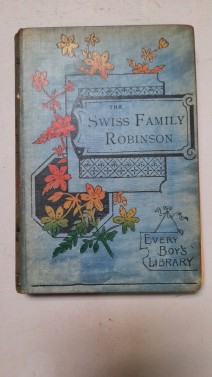 THE
SWISS FAMILY
ROBINSON
EVERY
BOY'S
LIBRARY